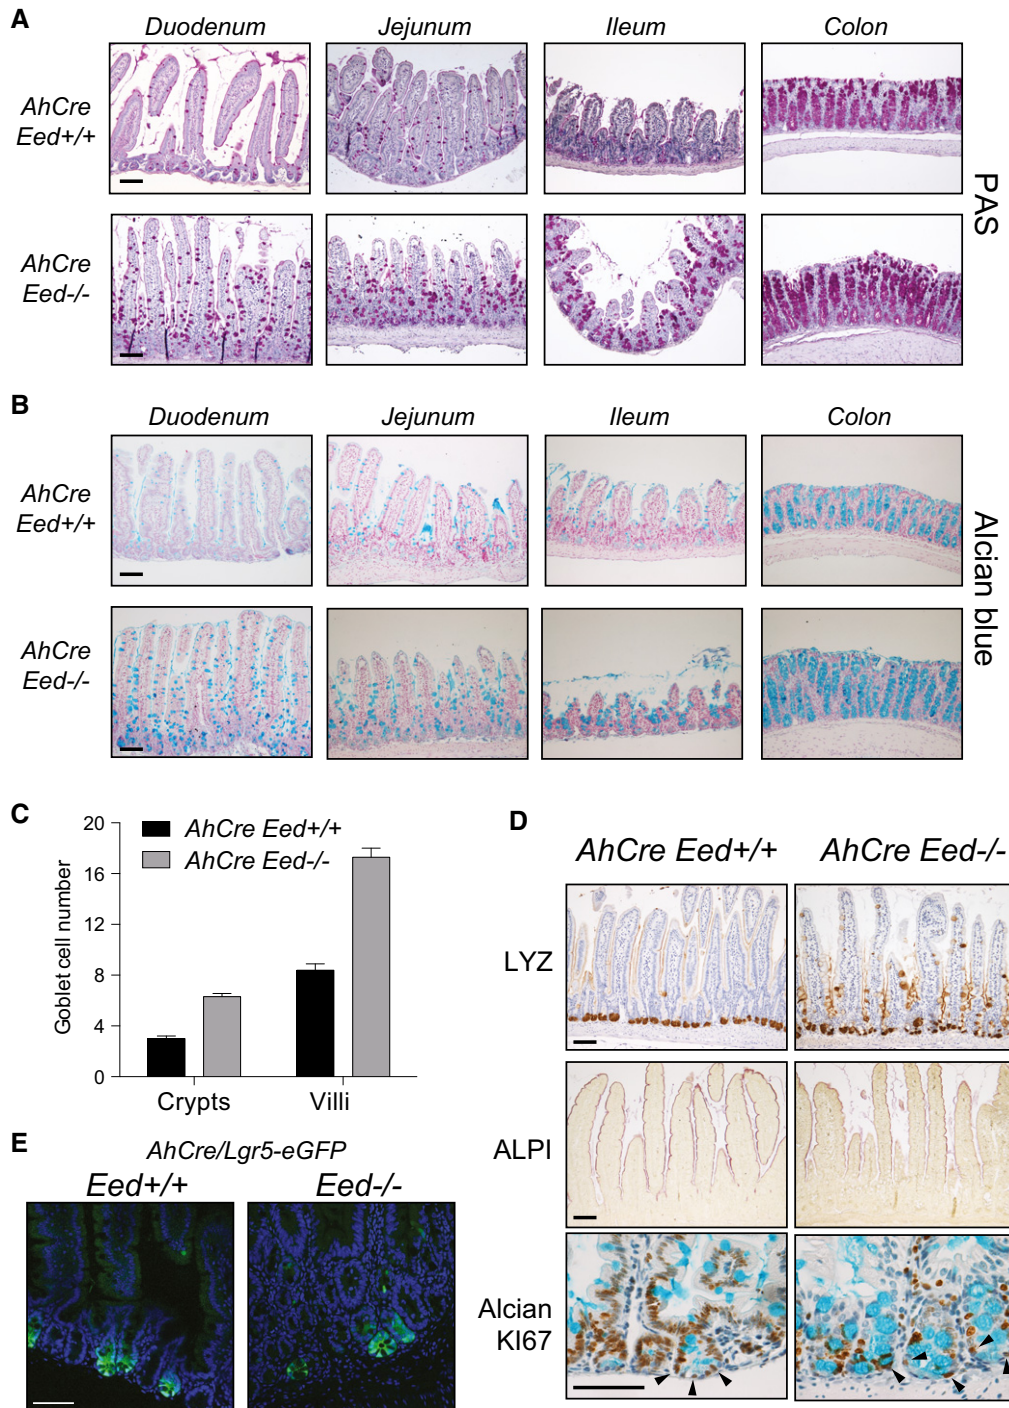 A
Duodenum
Jejunum
Ileum
Colon
AhCre
Eed+/+
AhCre
Eed-/-
PAS
B
Duodenum
Jejunum
Ileum
Colon
AhCre
Eed+/+
AhCre
Eed-/-
Alcian blue
C
20
16
12
8
4
0
Goblet cell number
AhCre Eed+/+
AhCre Eed-/-
Crypts
Villi
D
AhCre Eed+/+
AhCre Eed-/-
LYZ
ALPI
Alcian
KI67
E
AhCre/Lgr5-eGFP
Eed+/+
Eed-/-